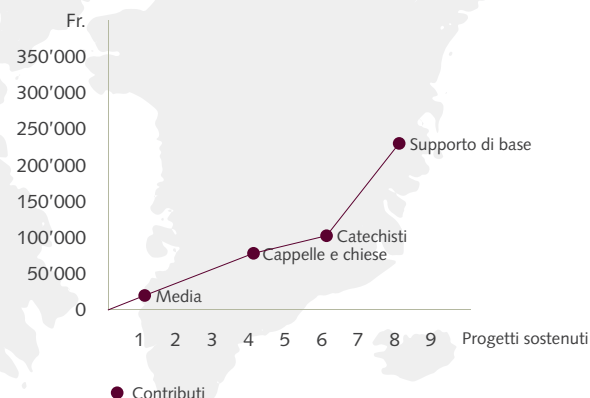 Fr.
350’000
300’000
250’000
200’000
150’000
100’000
50’000
0
Supporto di base
Catechisti
Cappelle e chiese
Media
1 2 3 4 5 6 7 8 9 Progetti sostenuti
Contributi